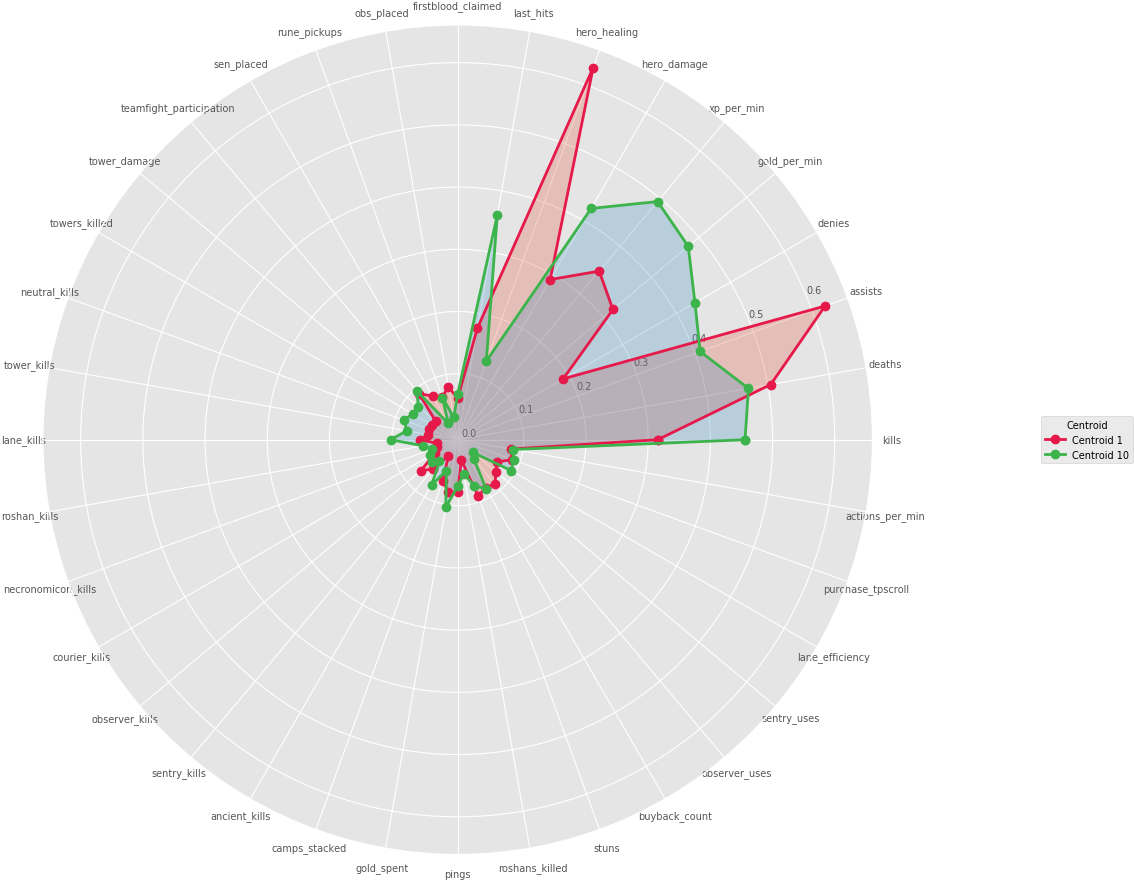 firstblood_claimed
obs_placed
last_hits
rune_pickups
hero_healing
sen_placed
hero_damage
teamfight_participation
xp_per_min
tower_damage
gold_per_min
towers_killed
denies
neutral_kills
0.6
assists
0.5
0.4
tower_kills
0.3
deaths
0.2
0.1
lane_kills
0.0
kills
Centroid
Centroid 1
Centroid 10
roshan_kills
actions_per_min
necronomicon_kills
purchase_tpscroll
courier_kills
lane_efficiency
observer_kills
sentry_uses
sentry_kills
observer_uses
ancient_kills
buyback_count
camps_stacked
stuns
gold_spent
roshans_killed
pings